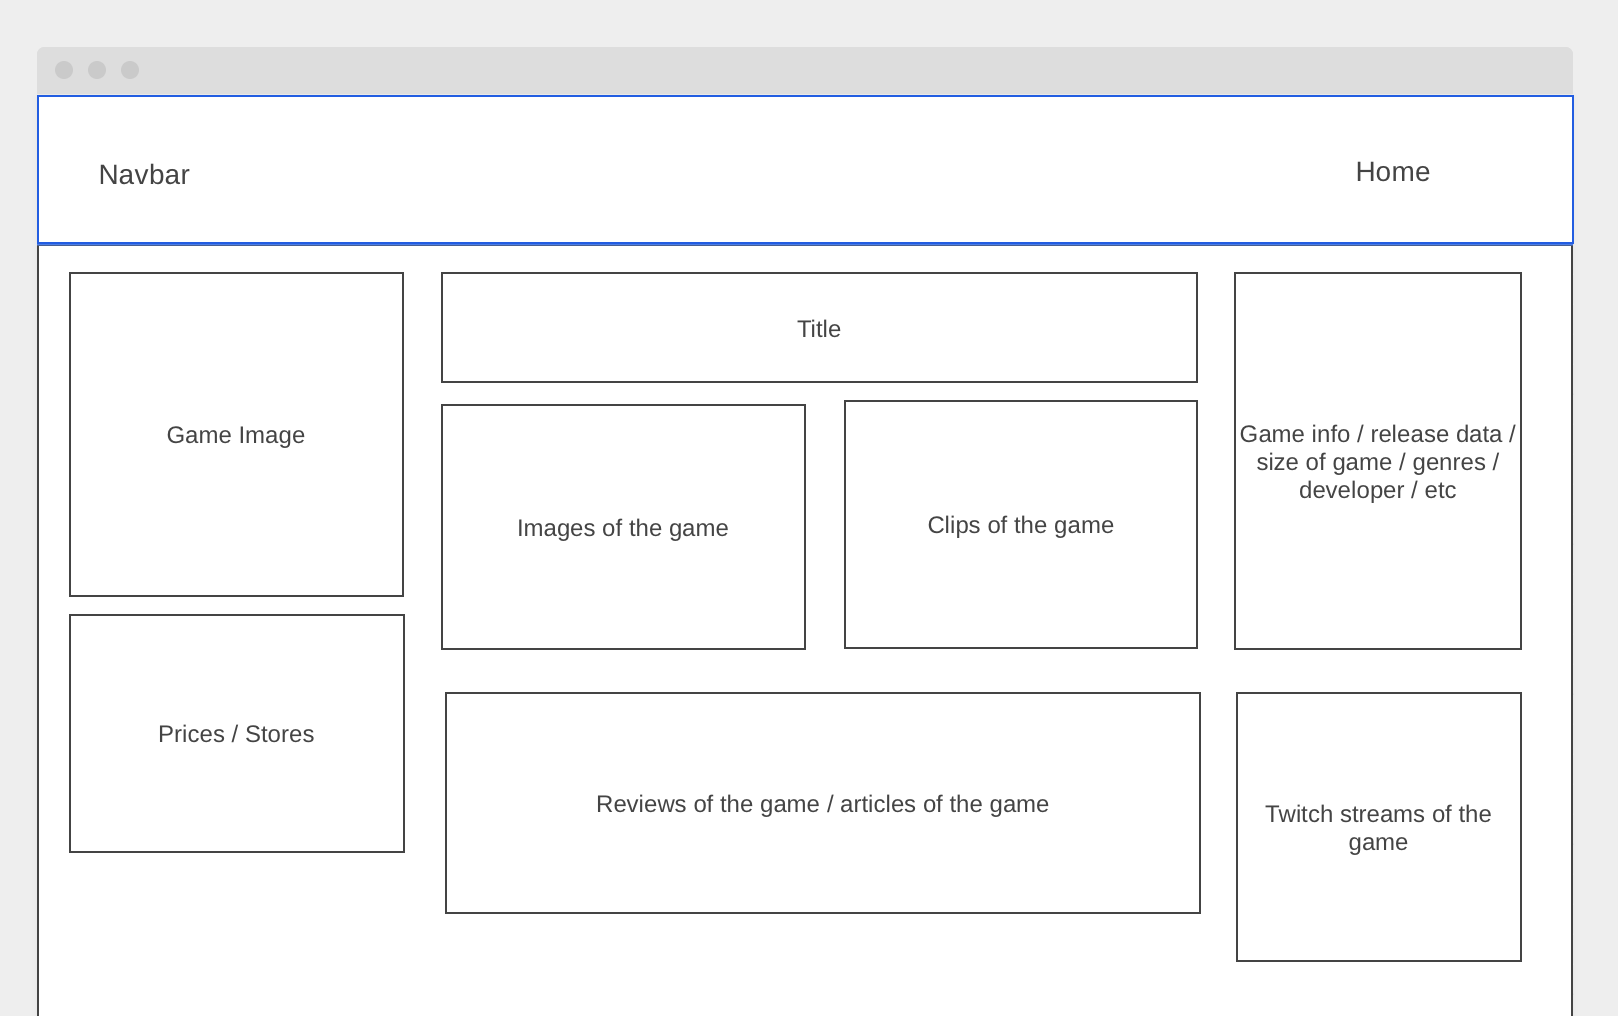 Navbar
Home
Game Image
Title
Images of the game
Clips of the game
Game info / release data /
size of game / genres /
developer / etc
Prices / Stores
Reviews of the game / articles of the game
Twitch streams of the
game